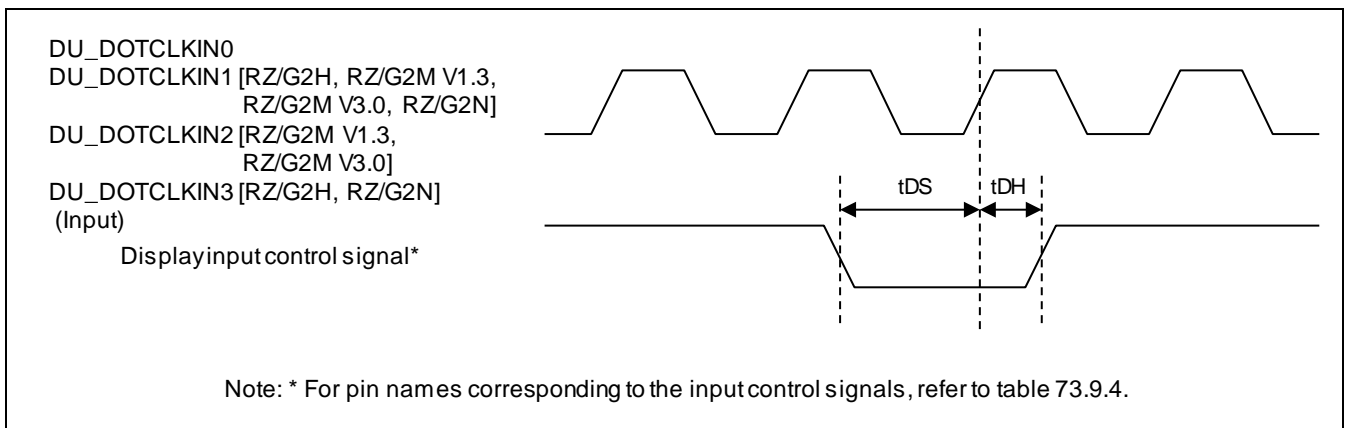 DU_DOTCLKIN0
DU_DOTCLKIN1 [RZ/G2H, RZ/G2M V1.3,
RZ/G2M V3.0, RZ/G2N]
DU_DOTCLKIN2 [RZ/G2M V1.3,
RZ/G2M V3.0]
DU_DOTCLKIN3 [RZ/G2H, RZ/G2N]
(Input)
tDS
tDH
Display input control signal*
Note: * For pin names corresponding to the input control signals, refer to table 73.9.4.